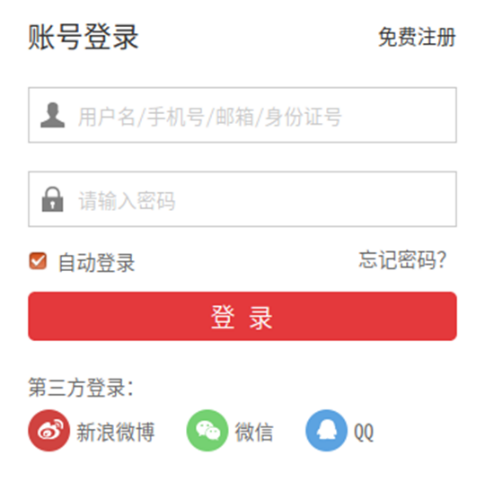 账号登录 免费注册
用户名/手机号/邮箱/身份证号
请输入密码
自动登录 忘记密码?
登 录
第三方登录:
新浪微博 微信 QQ